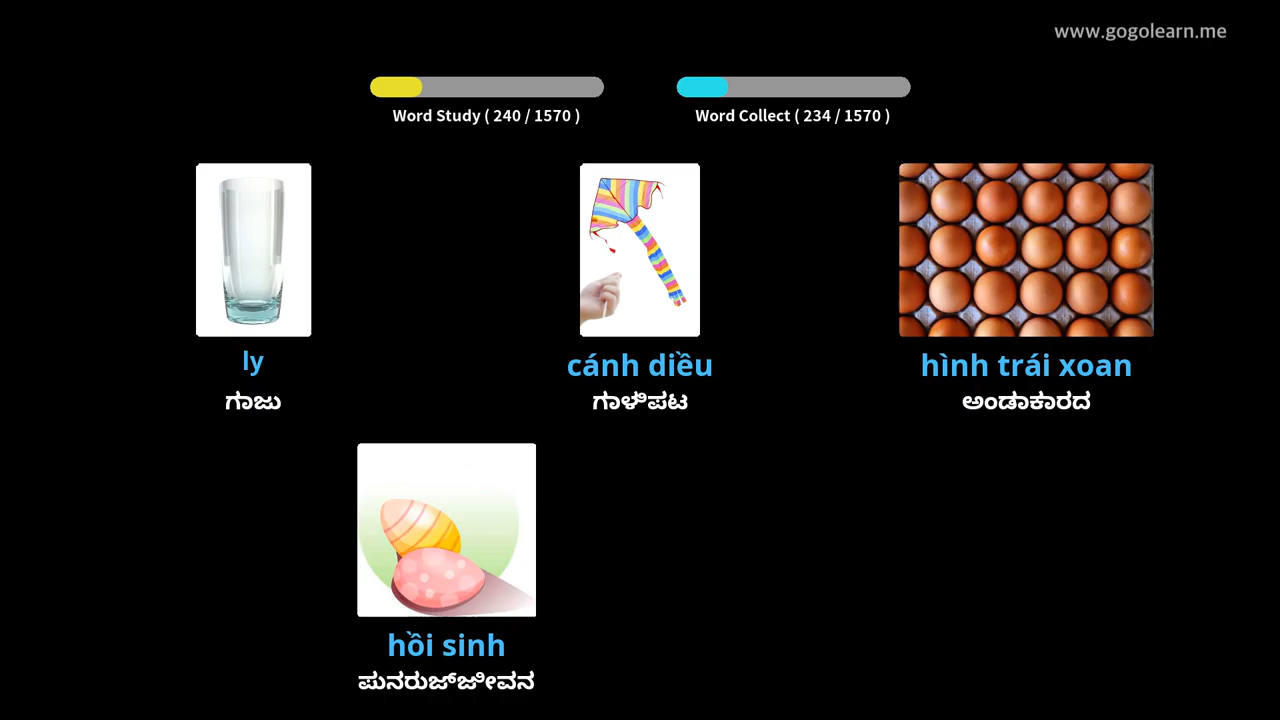 www.gogolearn.me
Word Study ( 240 / 1570 )
Word Collect ( 234 / 1570 )
ly
cánh diều
hình trái xoan
ಗಾಜು
ಗಾಳಿಪಟ
ಅಂಡಾಕಾರದ
hồi sinh
ಪುನರುಜ್ಜೀವನ